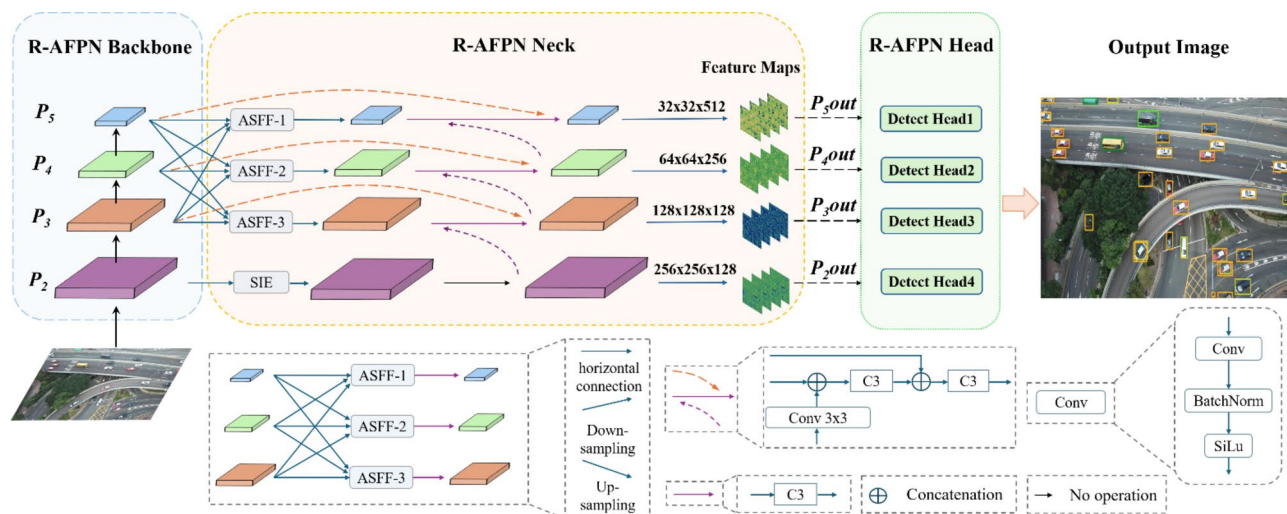 R-AFPN Backbone
R-AFPN Neck
R-AFPN Head
Output Image
Feature Maps
P5
ASFF-1
32x32x512
P5out
Detect Head1
P4
ASFF-2
64x64x256
P4out
Detect Head2
P3
ASFF-3
128x128x128
P3out
Detect Head3
P2
SIE
256x256x128
P2out
Detect Head4
ASFF-1
ASFF-2
ASFF-3
horizontal
connection
Down-
sampling
Up-
sampling
C3
C3
Conv 3x3
C3
Concatenation
No operation
Conv
Conv
BatchNorm
SiLu